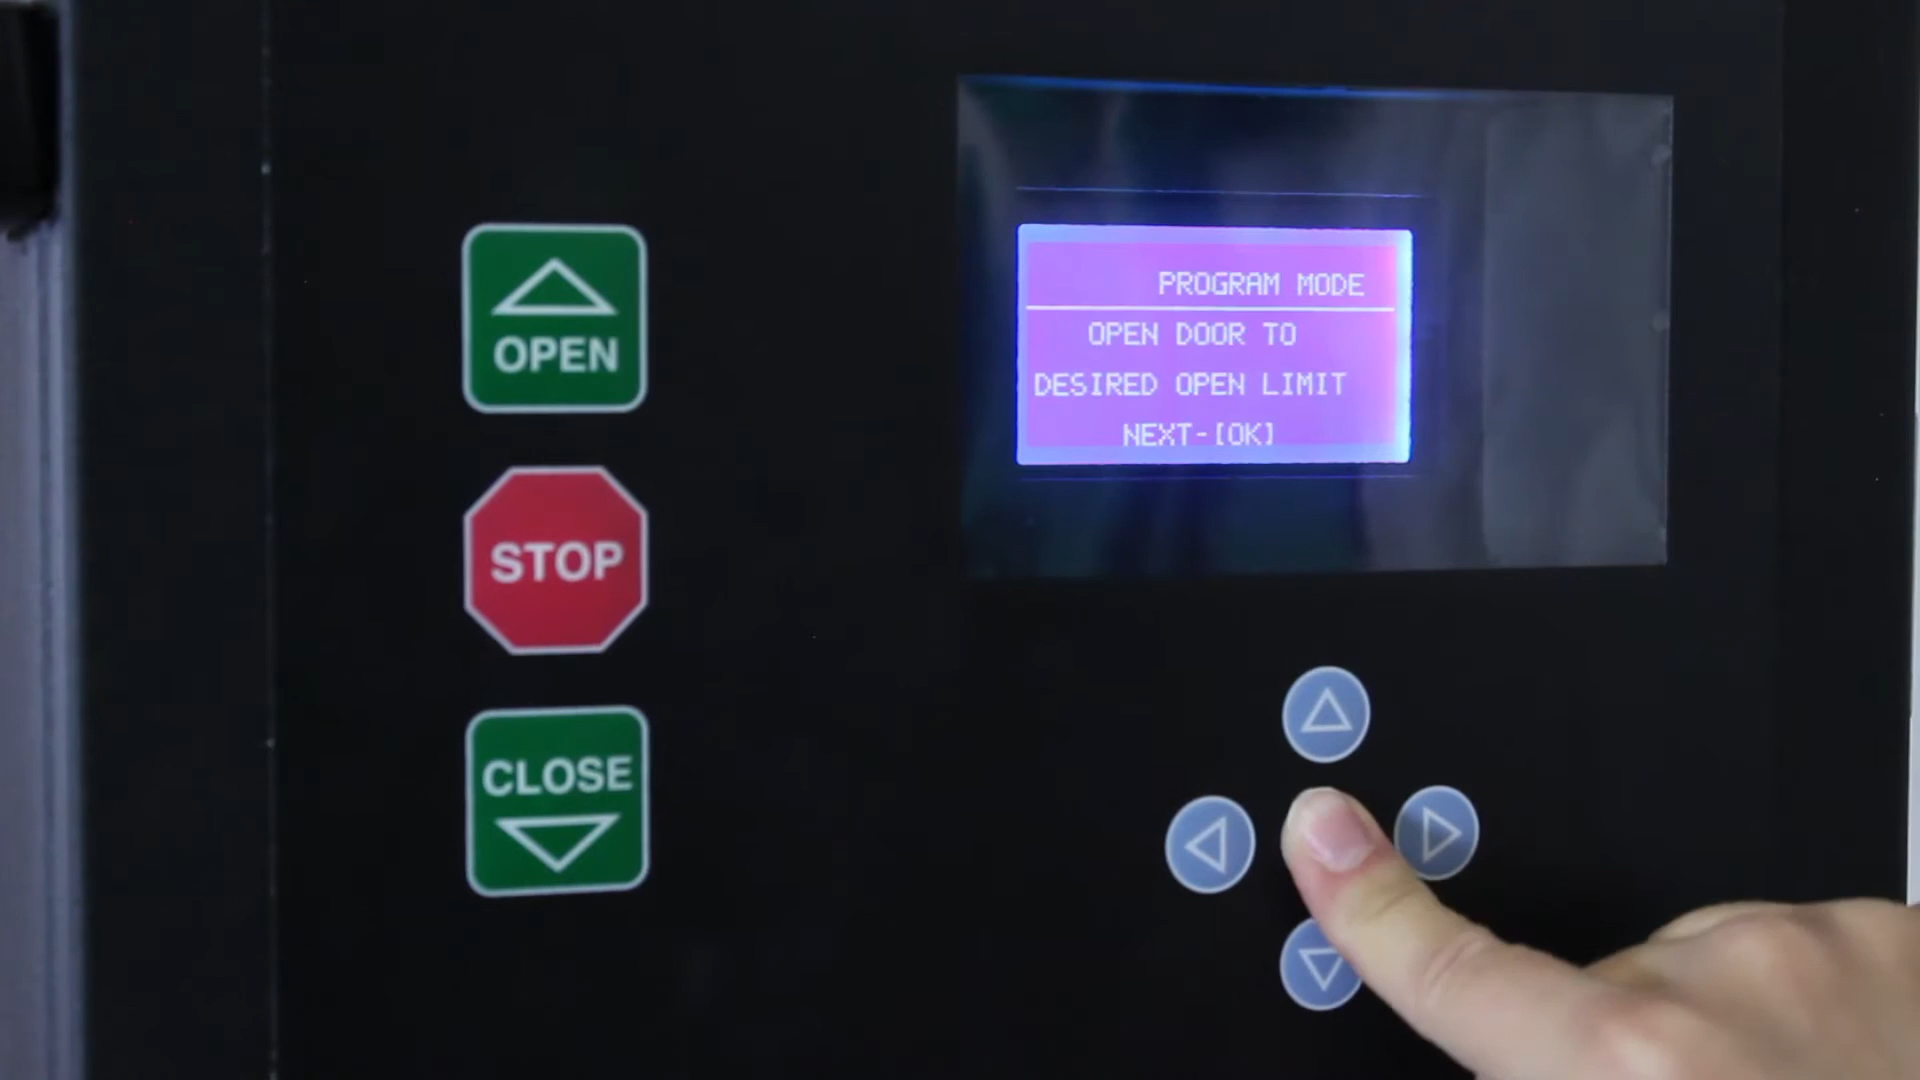 OPEN
STOP
CLOSE
PROGRAM MODE
OPEN DOOR TO
DESIRED OPEN LIMIT
NEXT-[OK]